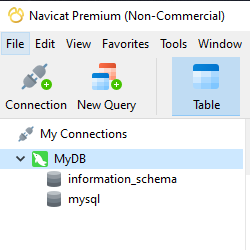 Navicat Premium (Non-Commercial)
File Edit View Favorites Tools Window
Connection New Query Table
My Connections
MyDB
information_schema
mysql